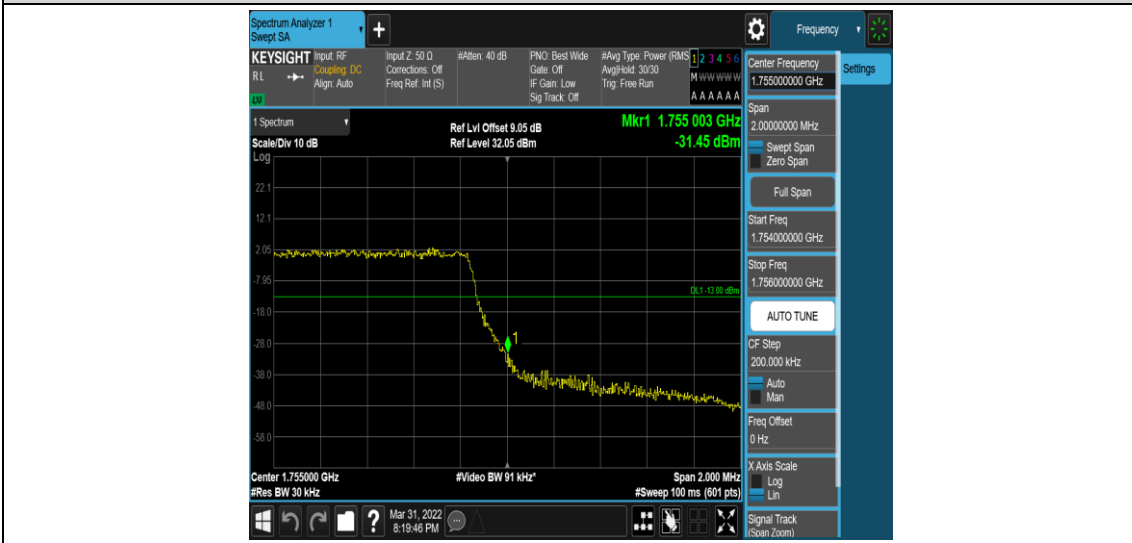 Spectrum Analyzer 1
Swept SA
+
Frequency
KEYSIGHT
RL
LXI
Input: RF
Coupling: DC
Align: Auto
Input Z: 50 Ω
Corrections: Off
Freq Ref: Int (S)
#Atten: 40 dB
PNO: Best Wide
Gate: Off
IF Gain: Low
Sig Track: Off
#Avg Type: Power (RMS
Avg|Hold: 30/30
Trig: Free Run
1 2 3 4 5 6
M W W W W W
A A A A A A
1 Spectrum
Scale/Div 10 dB
Log
Ref Lvl Offset 9.05 dB
Ref Level 32.05 dBm
Mkr1 1.755 003 GHz
-31.45 dBm
22.1
12.1
2.05
-7.95
DL1 -13.00 dBm
-18.0
-28.0
1
-38.0
-48.0
-58.0
Center 1.755000 GHz
#Res BW 30 kHz
#Video BW 91 kHz*
Span 2.000 MHz
#Sweep 100 ms (601 pts)
Center Frequency
1.755000000 GHz
Settings
Span
2.00000000 MHz
Swept Span
Zero Span
Full Span
Start Freq
1.754000000 GHz
Stop Freq
1.756000000 GHz
AUTO TUNE
CF Step
200.000 kHz
Auto
Man
Freq Offset
0 Hz
X Axis Scale
Log
Lin
Signal Track
(Span Zoom)
?
Mar 31, 2022
8:19:46 PM